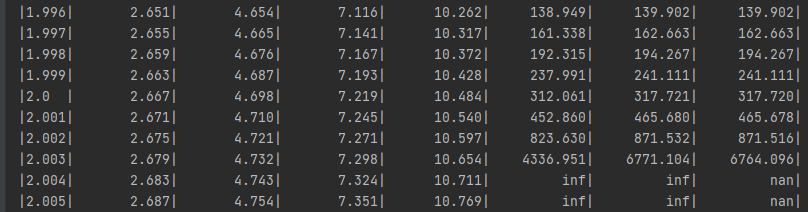 |1.996|       2.651|       4.654|       7.116|      10.262|     138.949|     139.902|     139.902|
|1.997|       2.655|       4.665|       7.141|      10.317|     161.338|     162.663|     162.663|
|1.998|       2.659|       4.676|       7.167|      10.372|     192.315|     194.267|     194.267|
|1.999|       2.663|       4.687|       7.193|      10.428|     237.991|     241.111|     241.111|
|2.0  |       2.667|       4.698|       7.219|      10.484|     312.061|     317.721|     317.720|
|2.001|       2.671|       4.710|       7.245|      10.540|     452.860|     465.680|     465.678|
|2.002|       2.675|       4.721|       7.271|      10.597|     823.630|     871.532|     871.516|
|2.003|       2.679|       4.732|       7.298|      10.654|    4336.951|    6771.104|    6764.096|
|2.004|       2.683|       4.743|       7.324|      10.711|         inf|         inf|         nan|
|2.005|       2.687|       4.754|       7.351|      10.769|         inf|         inf|         nan|